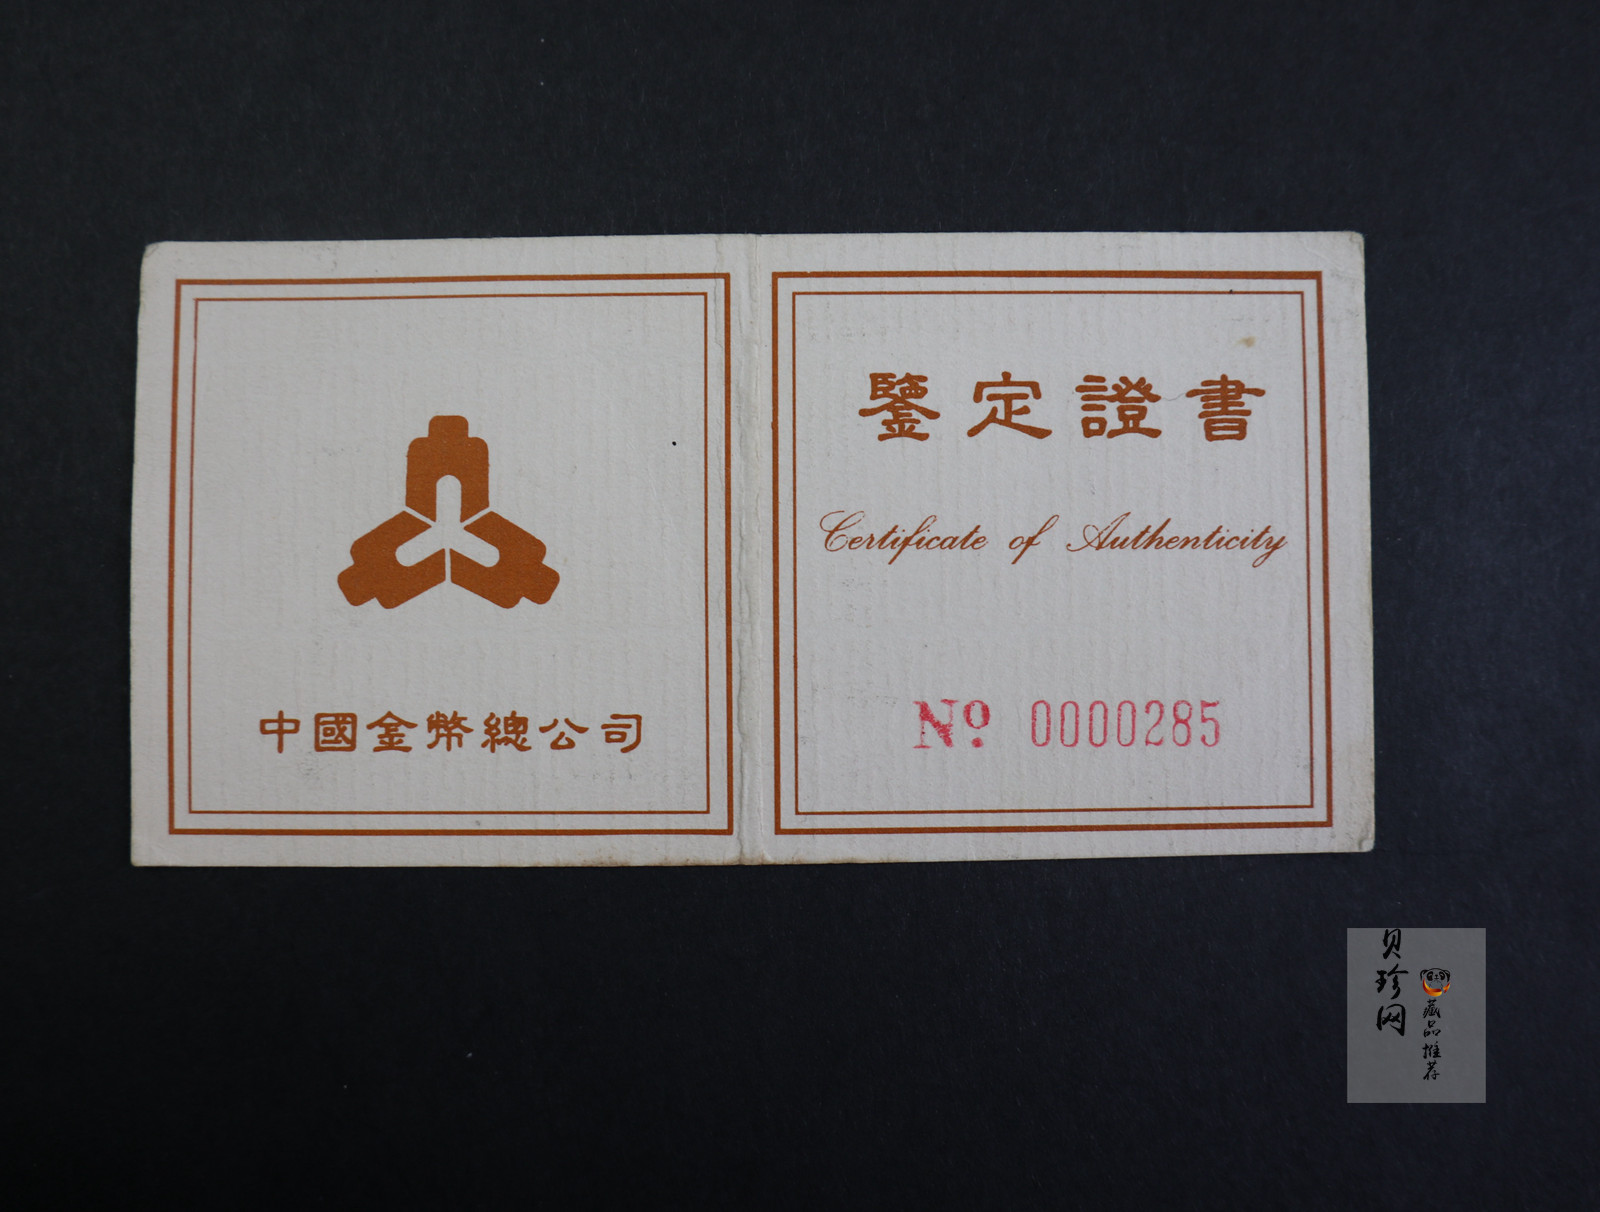 中國金幣總公司
鑒定證書
Certificate of Authenticity
Nº 0000285
贝珍网
藏品推荐